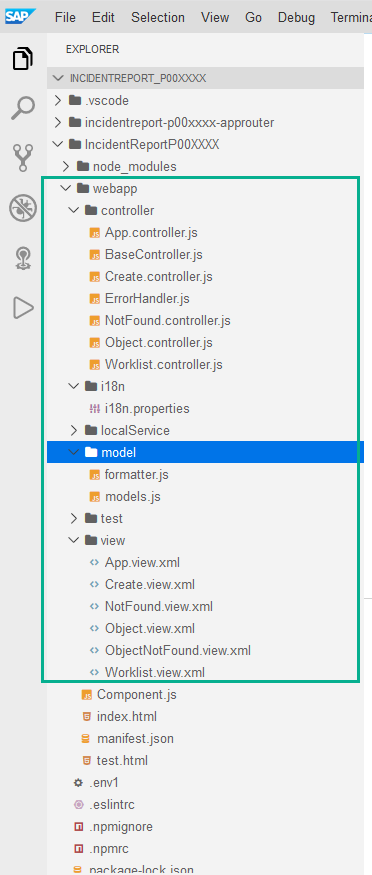 SAP File Edit Selection View Go Debug Termina
EXPLORER
INCIDENTREPORT_P00XXXX
.vscode
incidentreport-p00xxxx-approuter
IncidentReportP00XXXX
node_modules
webapp
controller
JS App.controller.js
JS BaseController.js
JS Create.controller.js
JS ErrorHandler.js
JS NotFound.controller.js
JS Object.controller.js
JS Worklist.controller.js
i18n
i18n.properties
localService
model
JS formatter.js
JS models.js
test
view
<> App.view.xml
<> Create.view.xml
<> NotFound.view.xml
<> Object.view.xml
<> ObjectNotFound.view.xml
<> Worklist.view.xml
JS Component.js
index.html
manifest.json
test.html
.env1
.eslintrc
.npmignore
.npmrc
package-lock.json